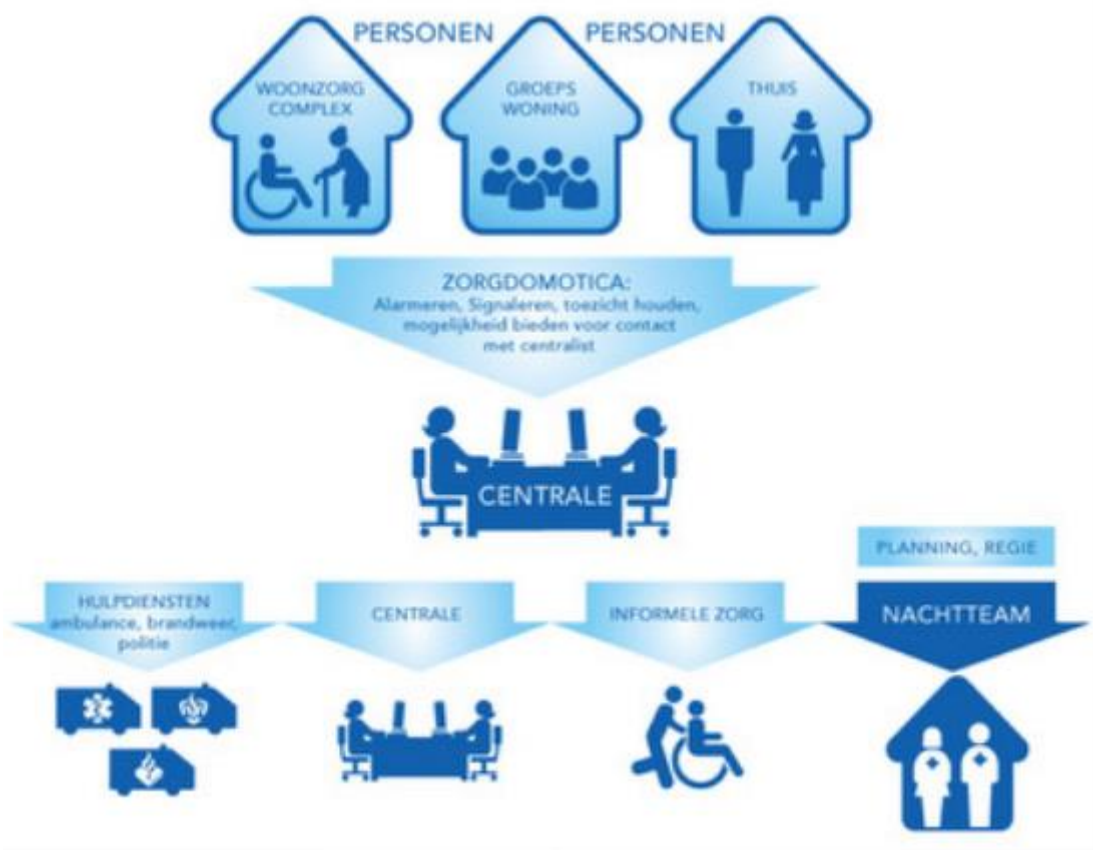 PERSONEN PERSONEN
WOONZORG
COMPLEX
GROEPS
WONING
THUIS
ZORGDOMOTICA:
Alarmeren, Signaleren, toezicht houden,
mogelijkheid bieden voor contact
met centralist
CENTRALE
PLANNING, REGIE
HULPDIENSTEN
ambulance, brandweer,
politie
CENTRALE
INFORMELE ZORG
NACHTTEAM